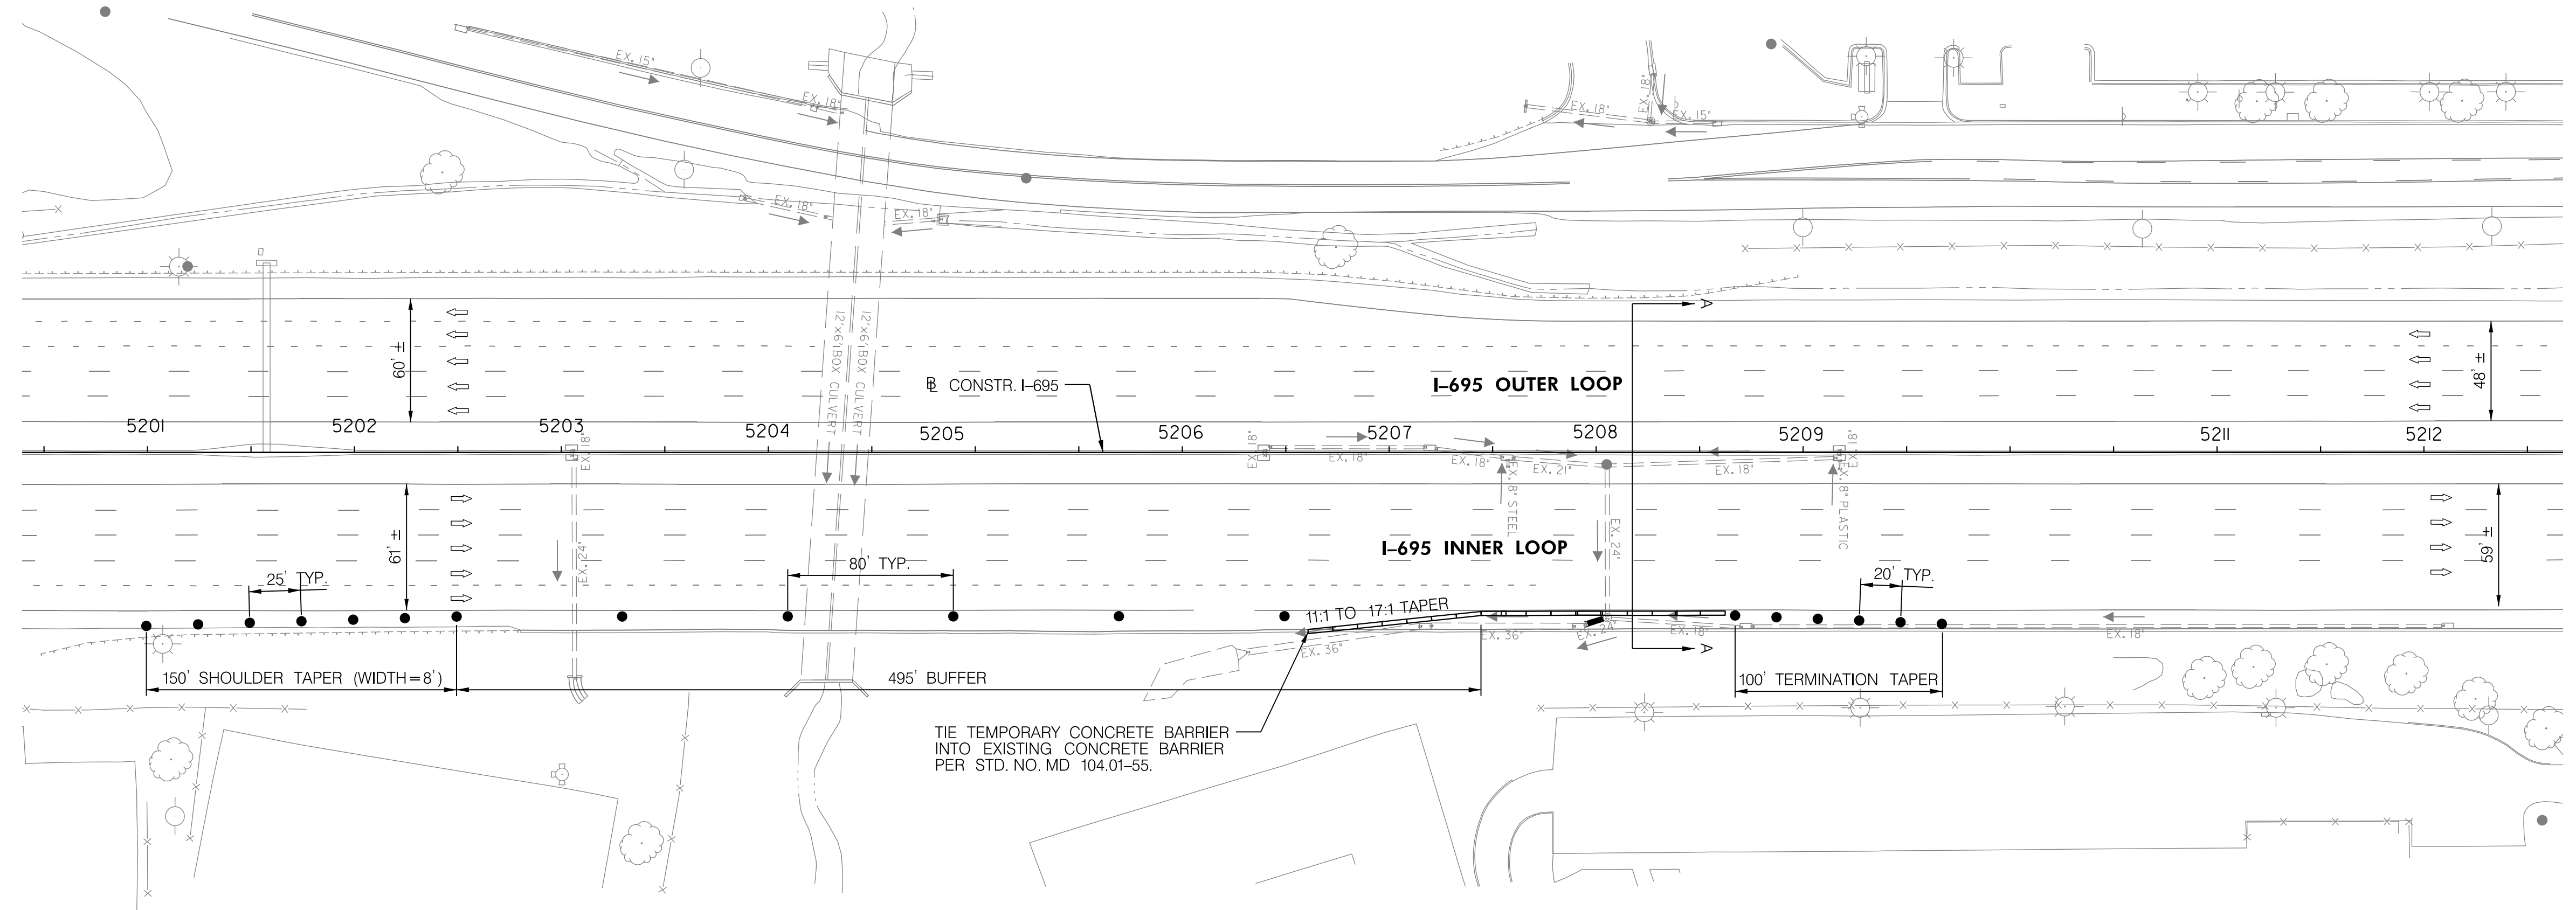 EX. 15"
EX. 18"
EX. 18"
EX. 18"
EX. 15"
EX. 18"
EX. 18"
A
60' ±
12'x6' BOX CULVERT
12'x6' BOX CULVERT
℄ CONSTR. I-695
I-695 OUTER LOOP
48' ±
5201
5202
5203
5204
5205
5206
5207
5208
5209
5211
5212
EX. 18"
EX. 18"
EX. 18"
EX. 18"
EX. 21"
EX. 18"
EX. 18"
EX. 8" STEEL
EX. 8" PLASTIC
61' ±
EX. 24"
EX. 24"
I-695 INNER LOOP
59' ±
25' TYP.
80' TYP.
20' TYP.
11:1 TO 17:1 TAPER
EX. 36"
EX. 24"
EX. 18"
EX. 18"
EX. 36"
A
150' SHOULDER TAPER (WIDTH=8')
495' BUFFER
100' TERMINATION TAPER
TIE TEMPORARY CONCRETE BARRIER
INTO EXISTING CONCRETE BARRIER
PER STD. NO. MD 104.01-55.